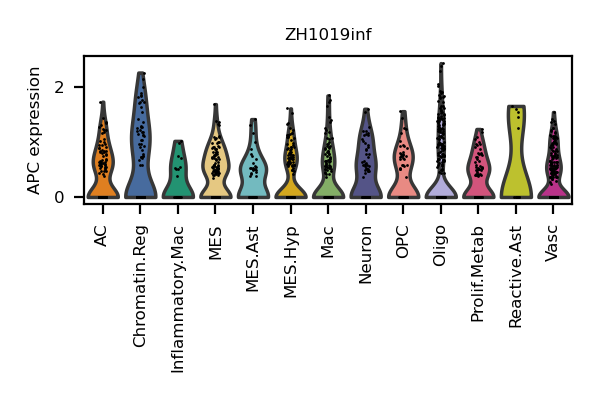 ZH1019inf
APC expression
2
0
AC
Chromatin.Reg
Inflammatory.Mac
MES
MES.Ast
MES.Hyp
Mac
Neuron
OPC
Oligo
Prolif.Metab
Reactive.Ast
Vasc